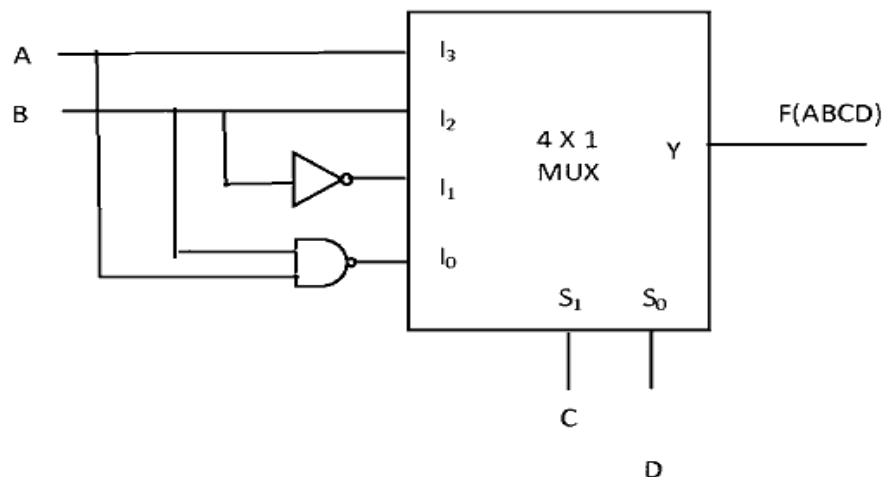 A
B
I₃
I₂
I₁
I₀
4 X 1
MUX
Y
F(ABCD)
S₁ S₀
C
D